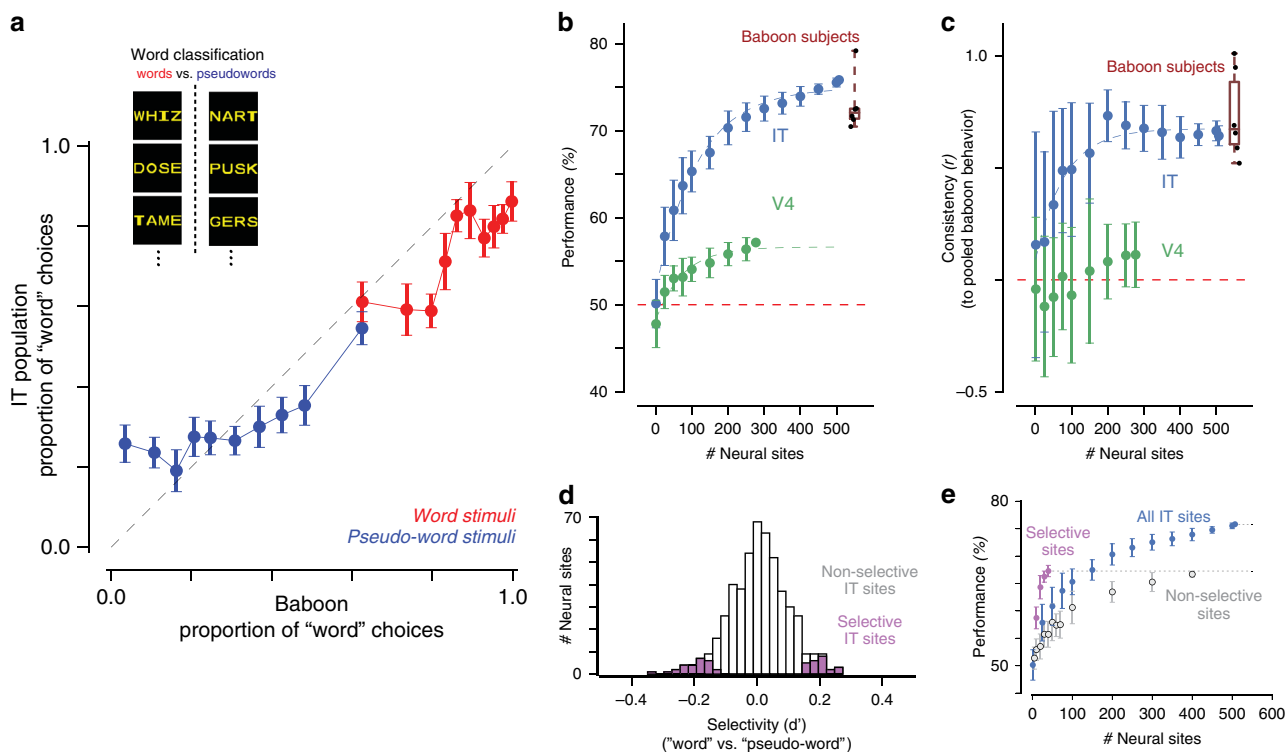 a
Word classification
words vs. pseudowords
WHIZ NART
DOSE PUSK
TAME GERS
1.0
IT population
proportion of “word” choices
Word stimuli
Pseudo-word stimuli
0.0
0.0 1.0
Baboon
proportion of “word” choices
b
Baboon subjects
80
70
60
50
40
Performance (%)
IT
V4
0 100 200 300 400 500
# Neural sites
c
1.0
Baboon subjects
Consistency (r)
(to pooled baboon behavior)
IT
V4
−0.5
0 100 200 300 400 500
# Neural sites
d
70
# Neural sites
Non-selective
IT sites
Selective
IT sites
0
−0.4 −0.2 0.0 0.2 0.4
Selectivity (d’)
(”word” vs. “pseudo-word”)
e
80
All IT sites
Selective
sites
Non-selective
sites
Performance (%)
50
0 100 200 300 400 500 600
# Neural sites